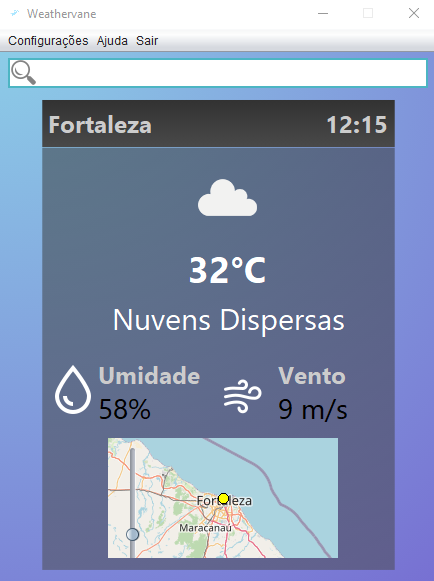 Weathervane
Configurações Ajuda Sair
Fortaleza 12:15
32°C
Nuvens Dispersas
Umidade Vento
58% 9 m/s
Fortaleza
Maracanaú